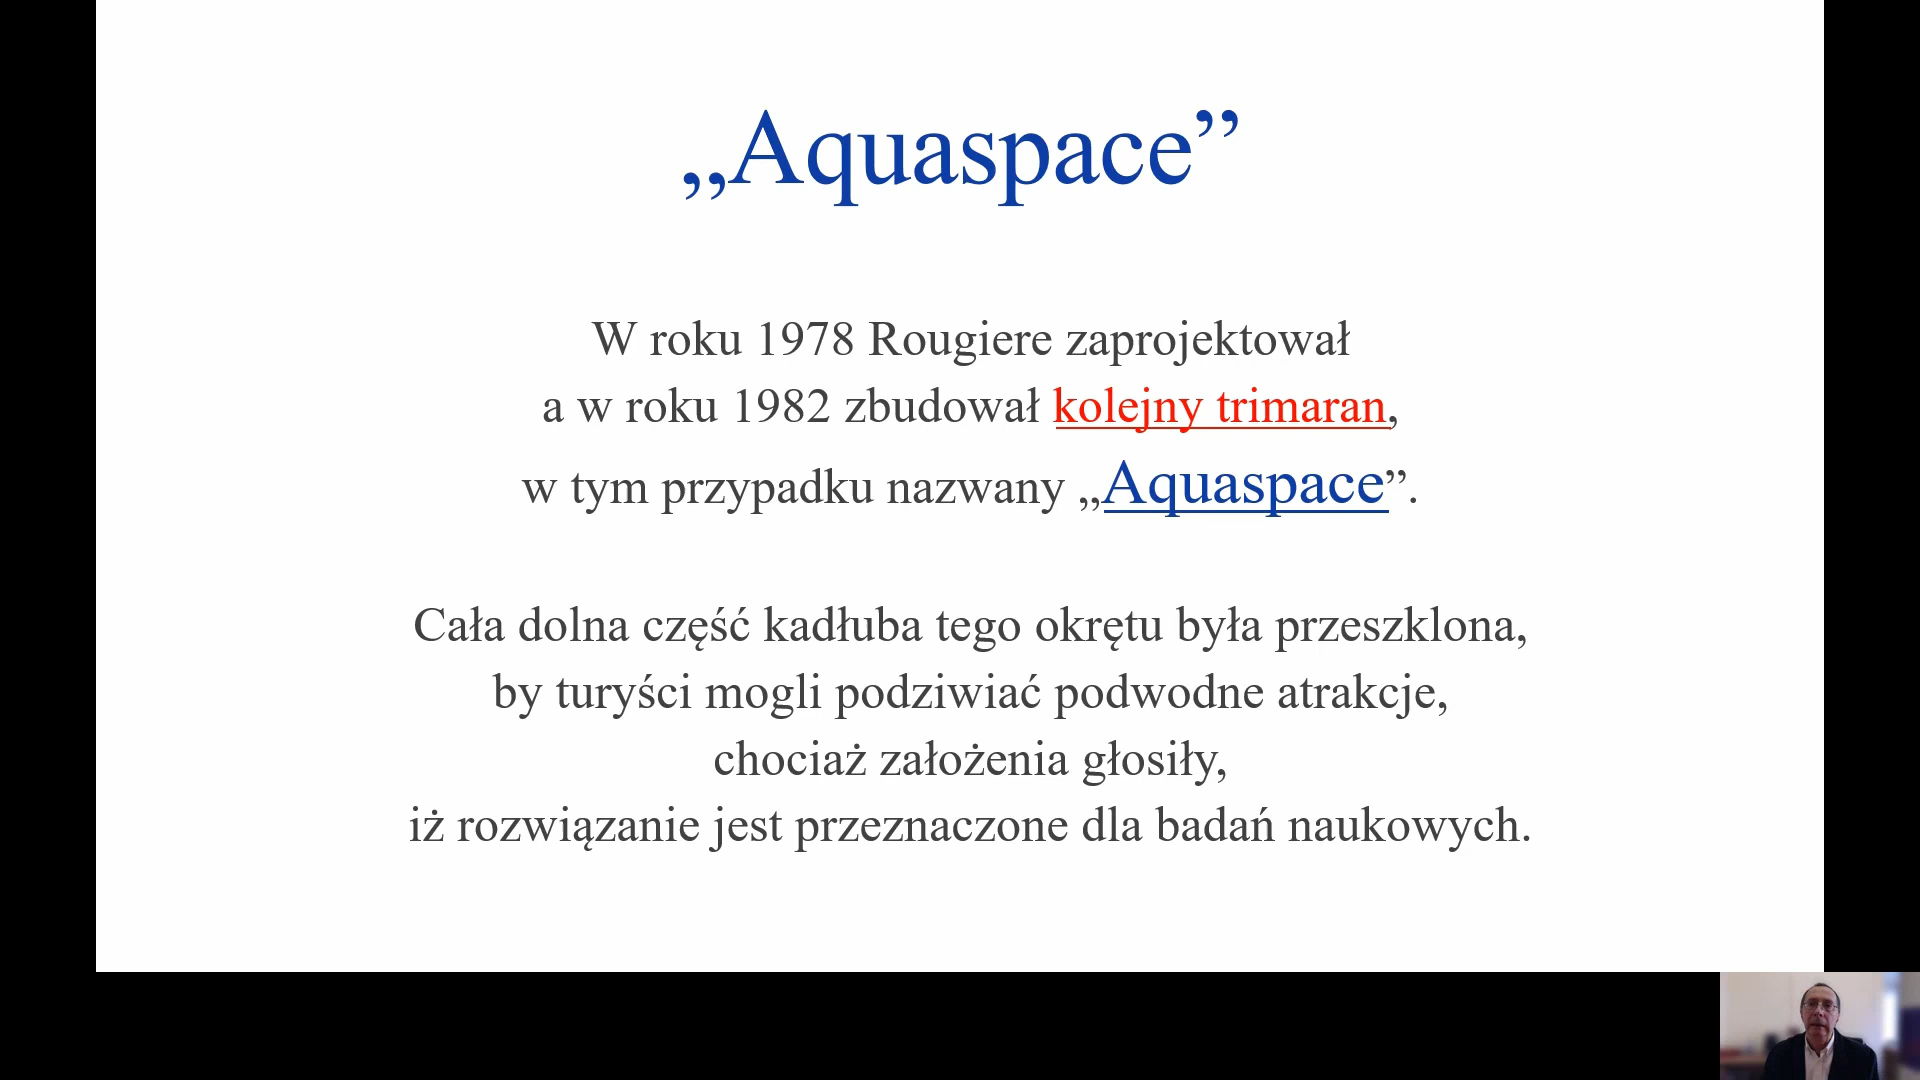 „Aquaspace”
W roku 1978 Rougiere zaprojektował
a w roku 1982 zbudował kolejny trimaran,
w tym przypadku nazwany „Aquaspace”.
Cała dolna część kadłuba tego okrętu była przeszklona,
by turyści mogli podziwiać podwodne atrakcje,
chociaż założenia głosiły,
iż rozwiązanie jest przeznaczone dla badań naukowych.